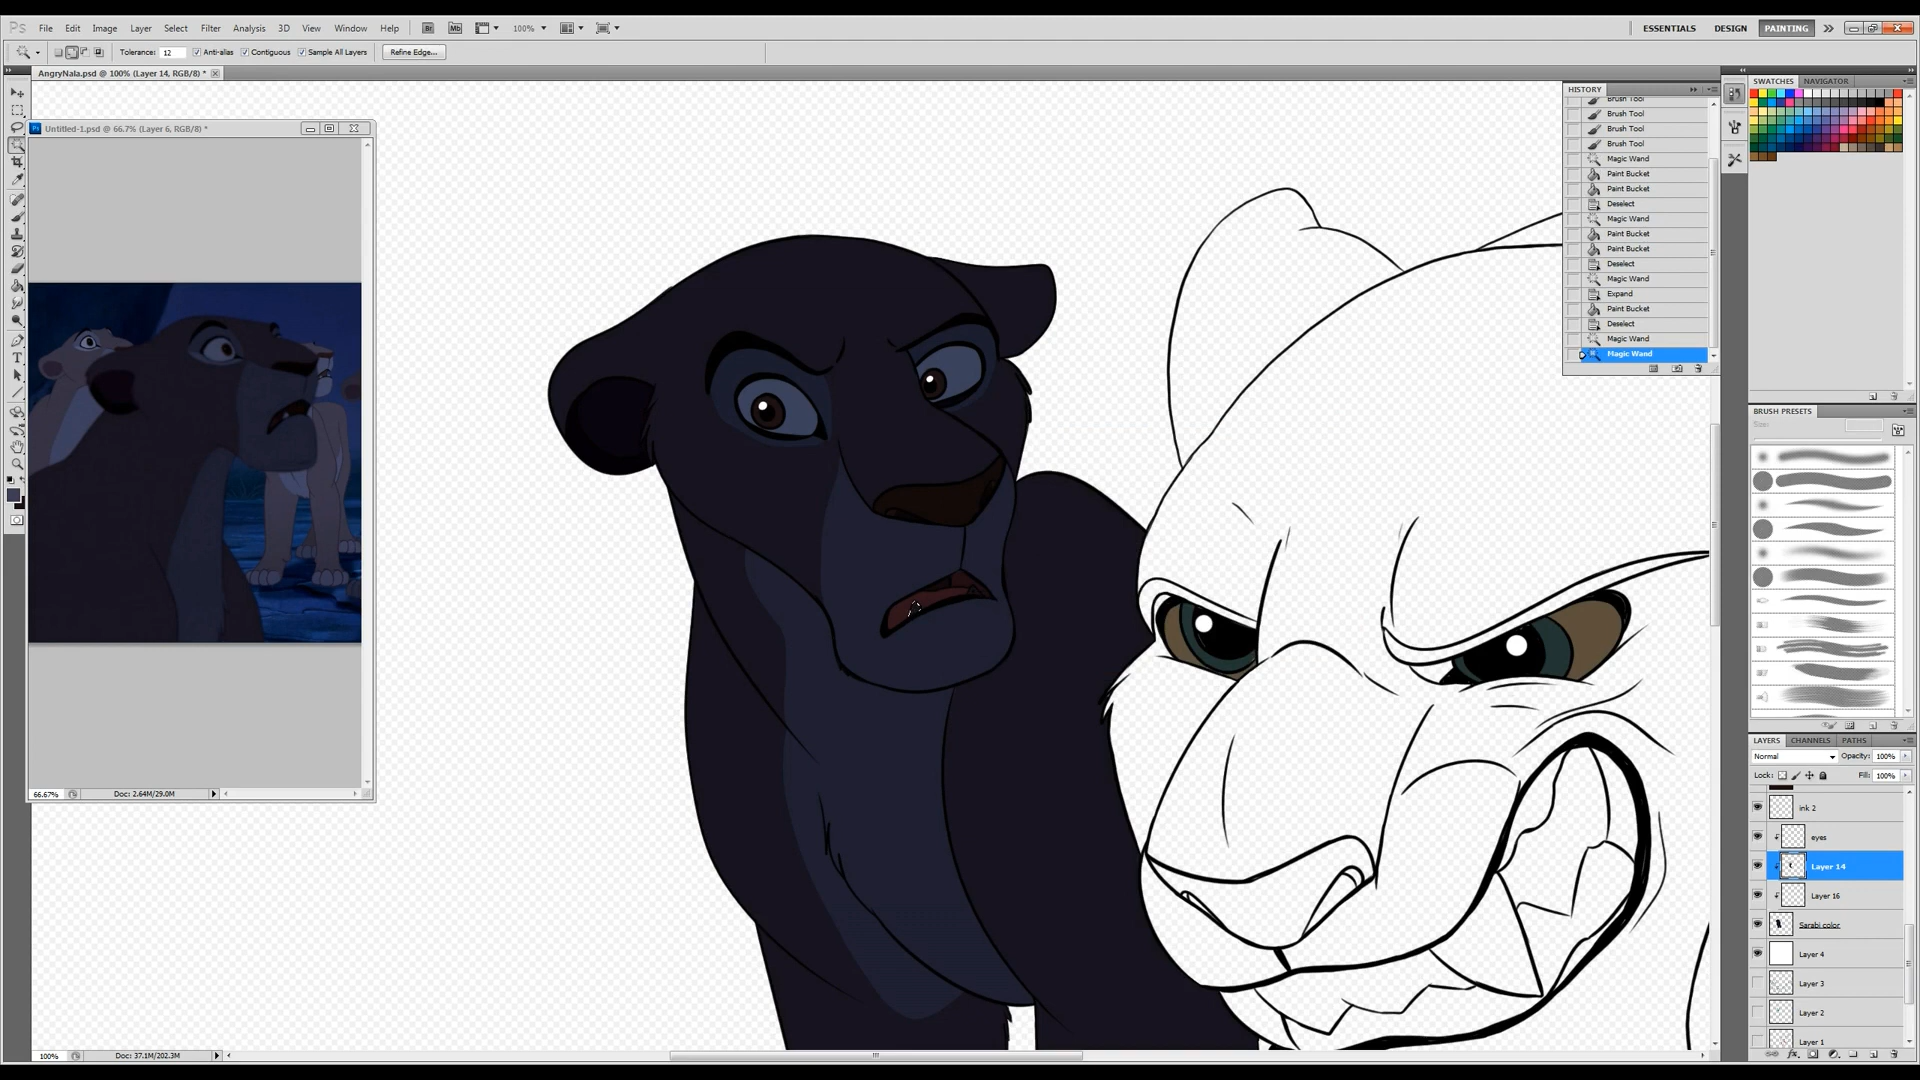 Ps File Edit Image Layer Select Filter Analysis 3D View Window Help Br Mb 100% ESSENTIALS DESIGN PAINTING
Tolerance: 12 Anti-alias Contiguous Sample All Layers Refine Edge...
AngryNala.psd @ 100% (Layer 14, RGB/8) *
Untitled-1.psd @ 66.7% (Layer 6, RGB/8) *
66.67% Doc: 2.64M/29.0M
100% Doc: 37.1M/202.3M
HISTORY
Brush Tool
Brush Tool
Brush Tool
Brush Tool
Magic Wand
Paint Bucket
Paint Bucket
Deselect
Magic Wand
Paint Bucket
Paint Bucket
Deselect
Magic Wand
Expand
Paint Bucket
Deselect
Magic Wand
Magic Wand
SWATCHES NAVIGATOR
BRUSH PRESETS
Size:
LAYERS CHANNELS PATHS
Normal Opacity: 100%
Lock: Fill: 100%
ink 2
eyes
Layer 14
Layer 16
Sarabi color
Layer 4
Layer 3
Layer 2
Layer 1